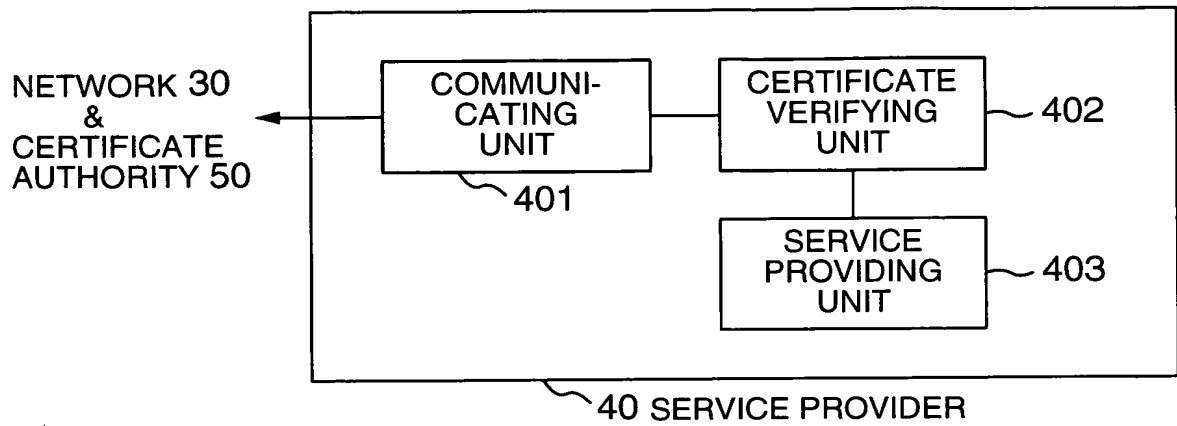 NETWORK 30
&
CERTIFICATE
AUTHORITY 50
COMMUNI-
CATING
UNIT
401
CERTIFICATE
VERIFYING
UNIT
402
SERVICE
PROVIDING
UNIT
403
40 SERVICE PROVIDER